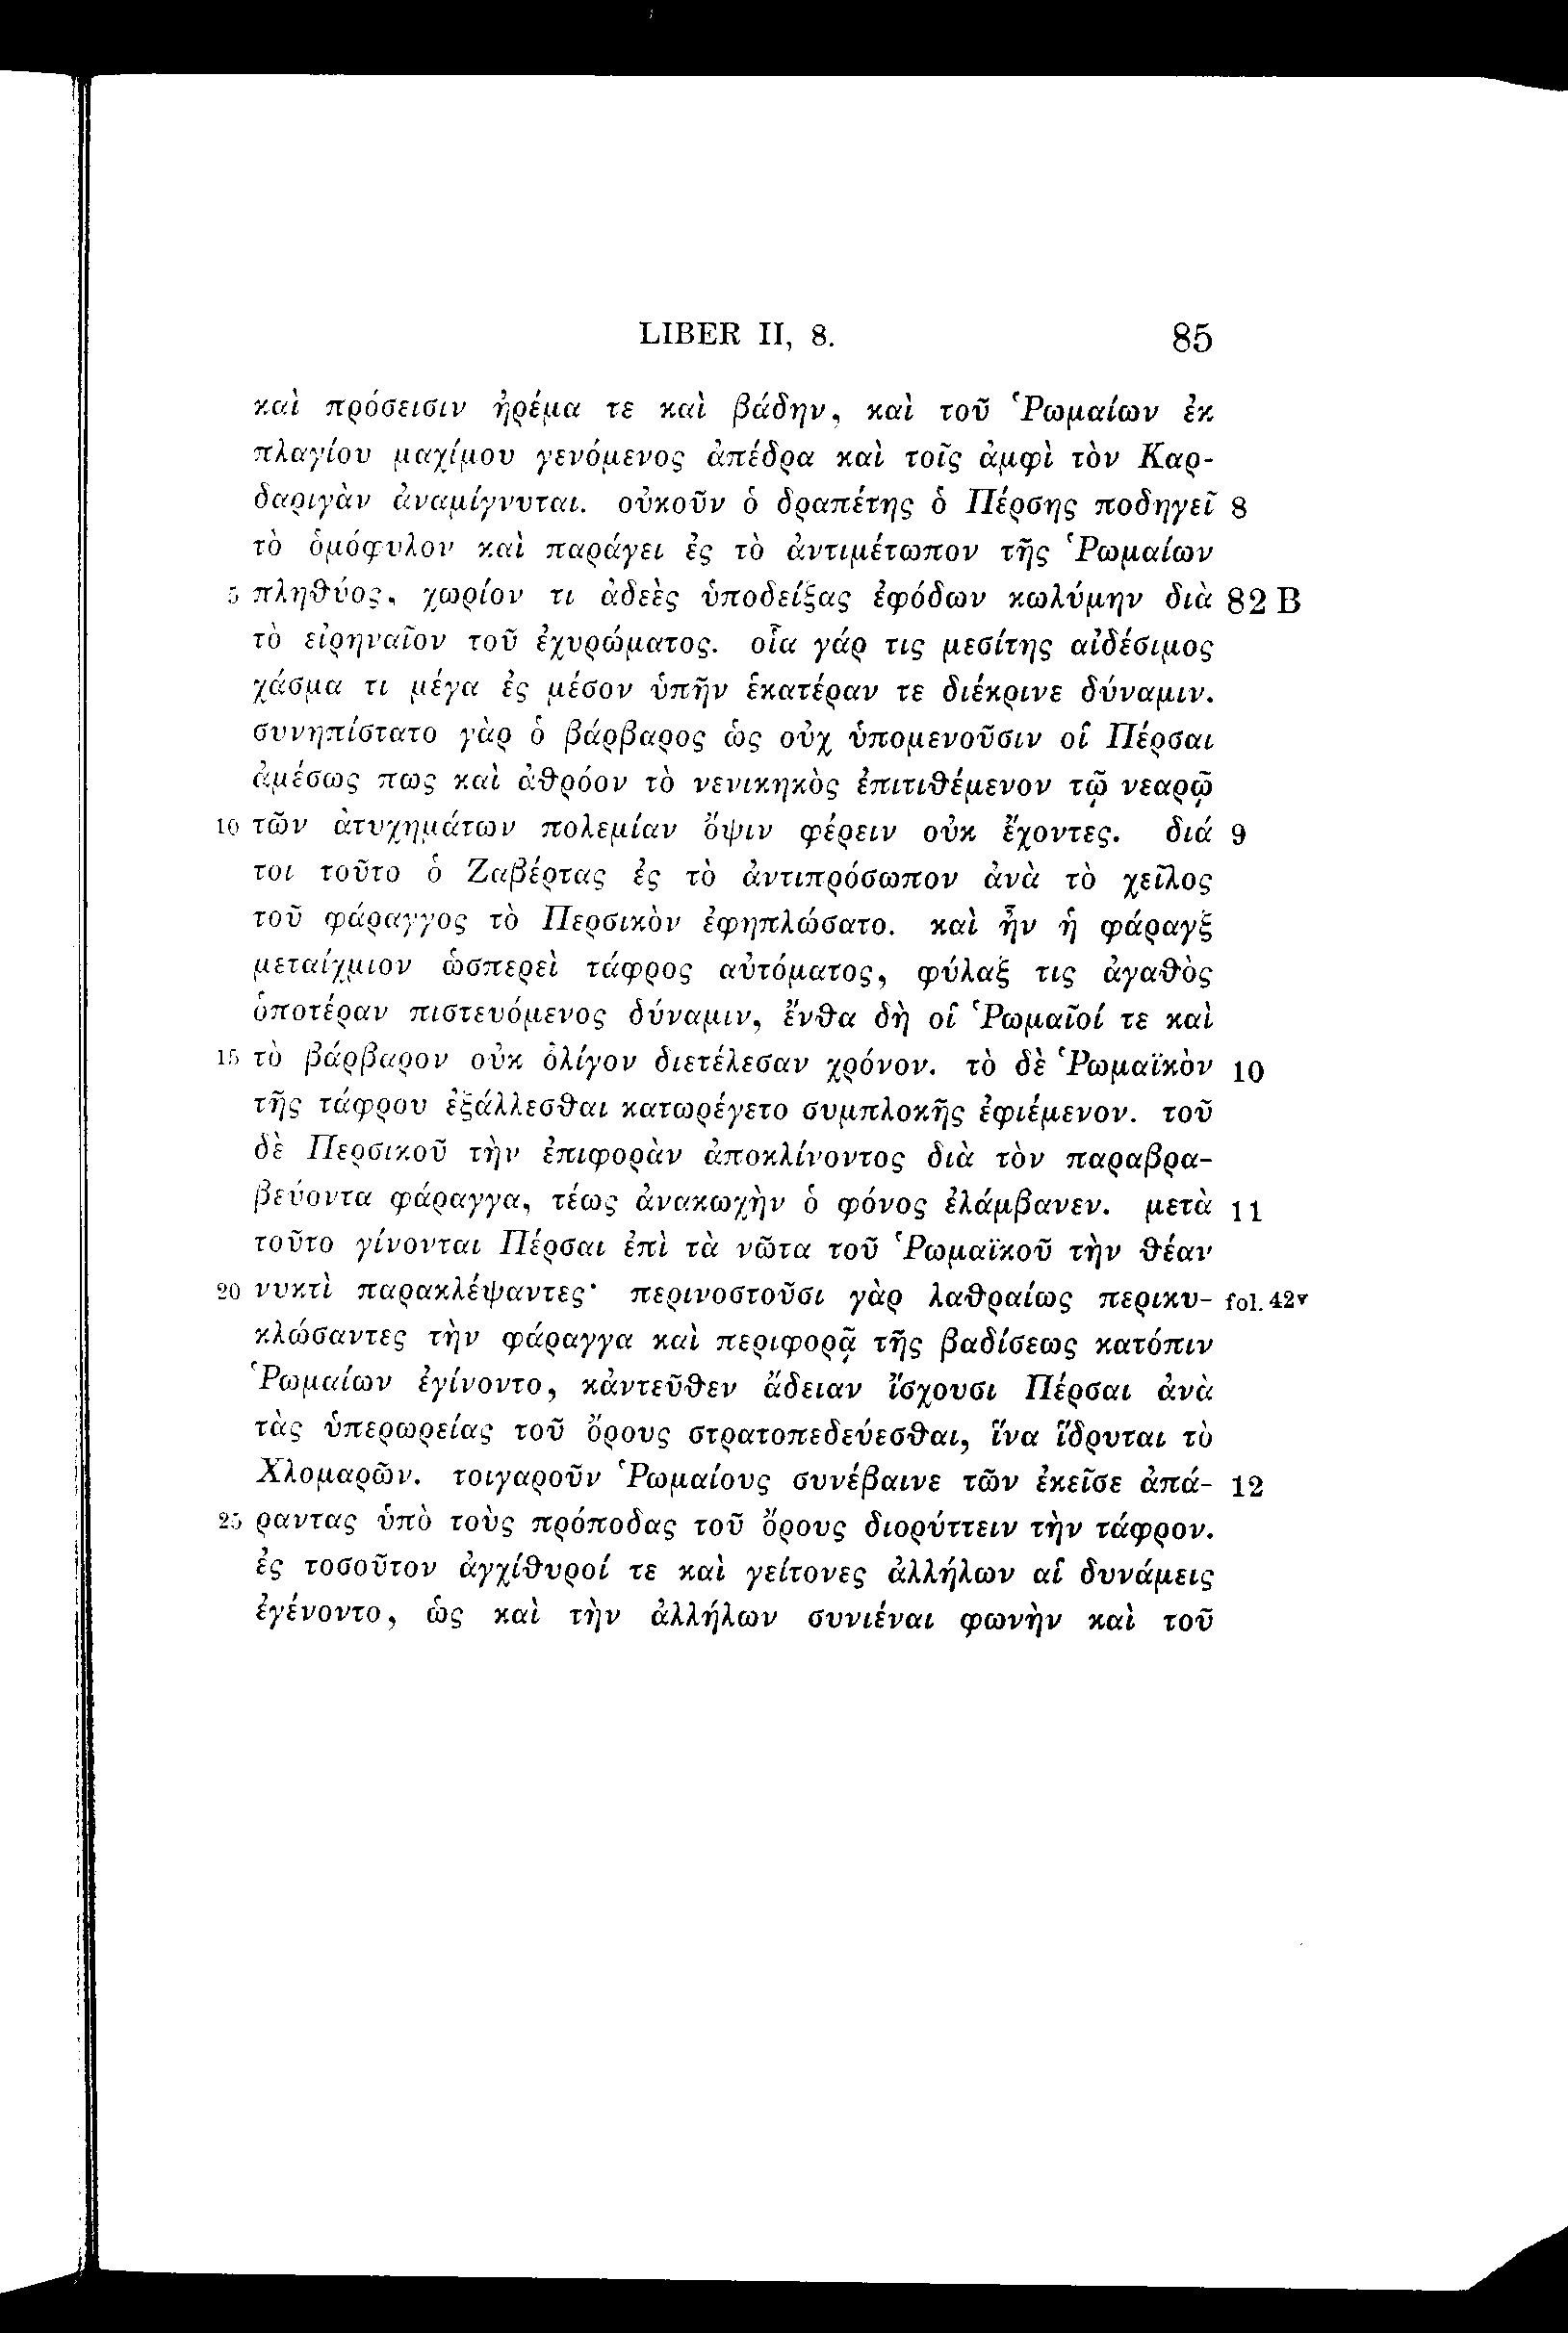 LIBER II, 8. 85
καὶ πρόσεισιν ἠρέμα τε καὶ βάδην, καὶ τοῦ Ῥωμαίων ἐκ
πλαγίου μαχίμου γενόμενος ἀπέδρα καὶ τοῖς ἀμφὶ τὸν Καρ-
δαριγὰν ἀναμίγνυται. οὐκοῦν ὁ δραπέτης ὁ Πέρσης ποδηγεῖ 8
τὸ ὁμόφυλον καὶ παράγει ἐς τὸ ἀντιμέτωπον τῆς Ῥωμαίων
5 πληθύος, χωρίον τι ἀδεὲς ὑποδείξας ἐφόδων κωλύμην διὰ 82 B
τὸ εἰρηναῖον τοῦ ἐχυρώματος. οἷα γάρ τις μεσίτης αἰδέσιμος
χάσμα τι μέγα ἐς μέσον ὑπῆν ἑκατέραν τε διέκρινε δύναμιν.
συνηπίστατο γὰρ ὁ βάρβαρος ὡς οὐχ ὑπομενοῦσιν οἱ Πέρσαι
ἀμέσως πως καὶ ἀθρόον τὸ νενικηκὸς ἐπιτιθέμενον τῷ νεαρῷ
10 τῶν ἀτυχημάτων πολεμίαν ὄψιν φέρειν οὐκ ἔχοντες. διά 9
τοι τοῦτο ὁ Ζαβέρτας ἐς τὸ ἀντιπρόσωπον ἀνὰ τὸ χεῖλος
τοῦ φάραγγος τὸ Περσικὸν ἐφηπλώσατο. καὶ ἦν ἡ φάραγξ
μεταίχμιον ὡσπερεὶ τάφρος αὐτόματος, φύλαξ τις ἀγαθὸς
ὁποτέραν πιστευόμενος δύναμιν, ἔνθα δὴ οἱ Ῥωμαῖοί τε καὶ
15 τὸ βάρβαρον οὐκ ὀλίγον διετέλεσαν χρόνον. τὸ δὲ Ῥωμαϊκὸν 10
τῆς τάφρου ἐξάλλεσθαι κατωρέγετο συμπλοκῆς ἐφιέμενον. τοῦ
δὲ Περσικοῦ τὴν ἐπιφορὰν ἀποκλίνοντος διὰ τὸν παραβρα-
βεύοντα φάραγγα, τέως ἀνακωχὴν ὁ φόνος ἐλάμβανεν. μετὰ 11
τοῦτο γίνονται Πέρσαι ἐπὶ τὰ νῶτα τοῦ Ῥωμαϊκοῦ τὴν θέαν
20 νυκτὶ παρακλέψαντες· περινοστοῦσι γὰρ λαθραίως περικυ- fol. 42v
κλώσαντες τὴν φάραγγα καὶ περιφορᾷ τῆς βαδίσεως κατόπιν
Ῥωμαίων ἐγίνοντο, κἀντεῦθεν ἄδειαν ἴσχουσι Πέρσαι ἀνὰ
τὰς ὑπερωρείας τοῦ ὄρους στρατοπεδεύεσθαι, ἵνα ἵδρυται τὸ
Χλομαρῶν. τοιγαροῦν Ῥωμαίους συνέβαινε τῶν ἐκεῖσε ἀπά- 12
25 ραντας ὑπὸ τοὺς πρόποδας τοῦ ὄρους διορύττειν τὴν τάφρον.
ἐς τοσοῦτον ἀγχίθυροί τε καὶ γείτονες ἀλλήλων αἱ δυνάμεις
ἐγένοντο, ὡς καὶ τὴν ἀλλήλων συνιέναι φωνὴν καὶ τοῦ